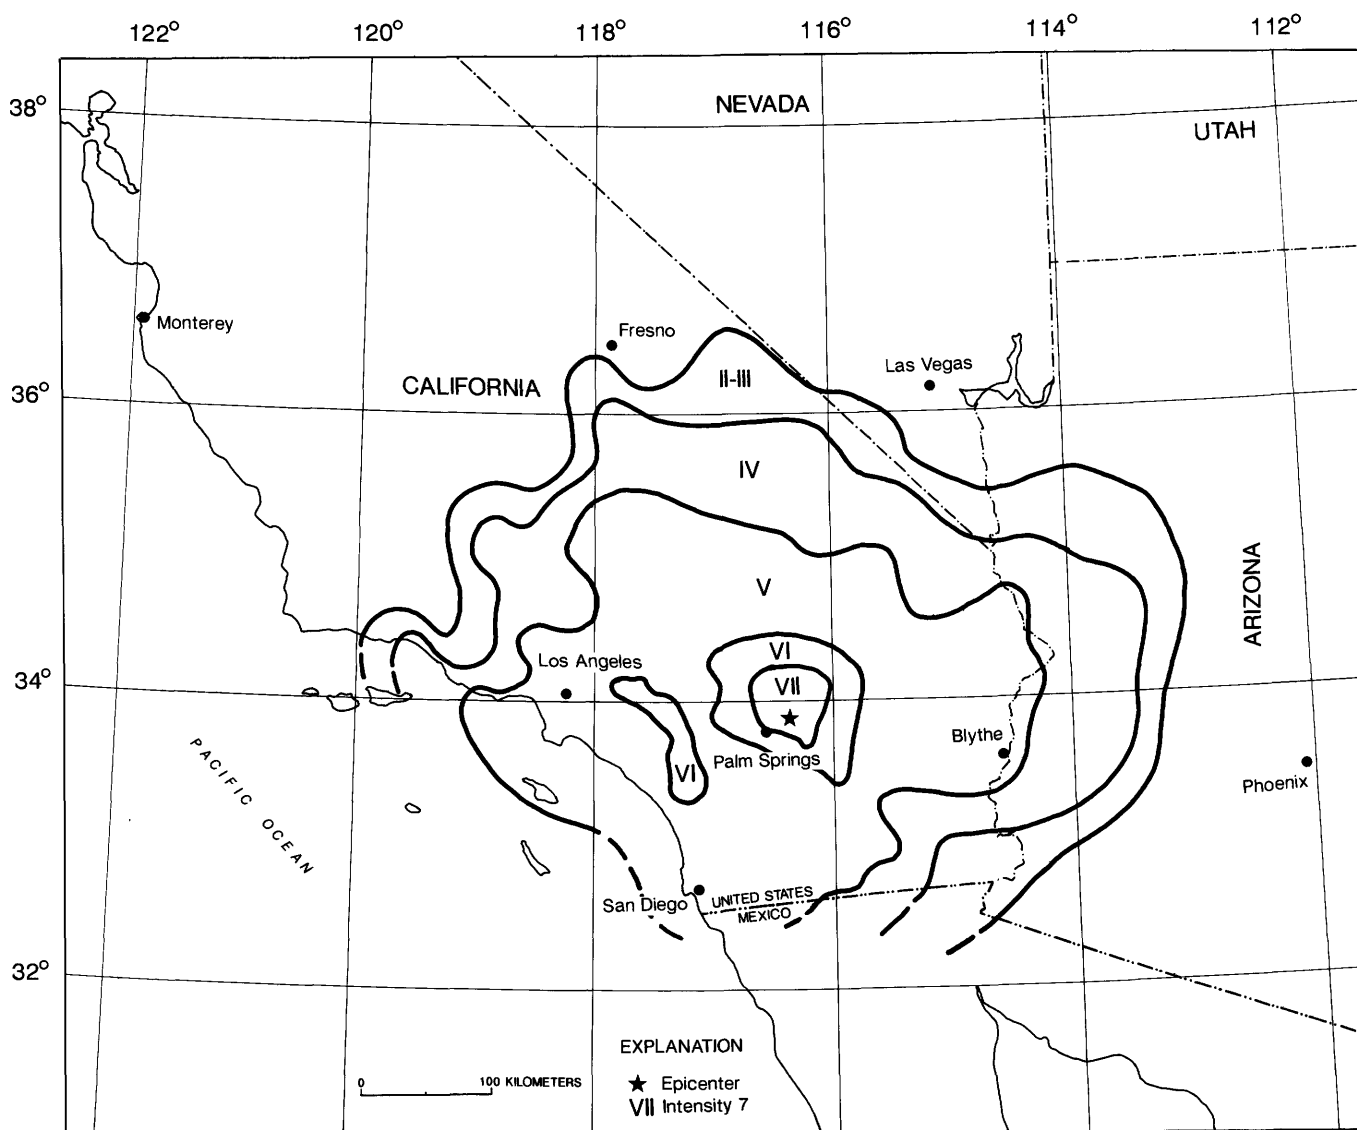 122° 120° 118° 116° 114° 112°
38°
NEVADA
UTAH
Monterey
Fresno
Las Vegas
36°
CALIFORNIA
II-III
IV
V
ARIZONA
VI
34°
Los Angeles
VII
Blythe
Palm Springs
VI
Phoenix
PACIFIC OCEAN
San Diego
UNITED STATES
MEXICO
32°
EXPLANATION
0 100 KILOMETERS
★ Epicenter
VII Intensity 7